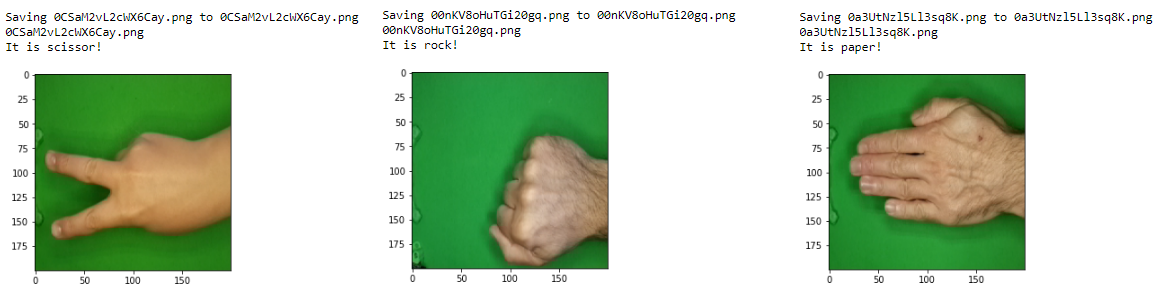 Saving 0CSaM2vL2cWX6Cay.png to 0CSaM2vL2cWX6Cay.png
0CSaM2vL2cWX6Cay.png
It is scissor!
0
25
50
75
100
125
150
175
0 50 100 150
Saving 00nKV8oHuTGi20gq.png to 00nKV8oHuTGi20gq.png
00nKV8oHuTGi20gq.png
It is rock!
0
25
50
75
100
125
150
175
0 50 100 150
Saving 0a3UtNzl5Ll3sq8K.png to 0a3UtNzl5Ll3sq8K.png
0a3UtNzl5Ll3sq8K.png
It is paper!
0
25
50
75
100
125
150
175
0 50 100 150